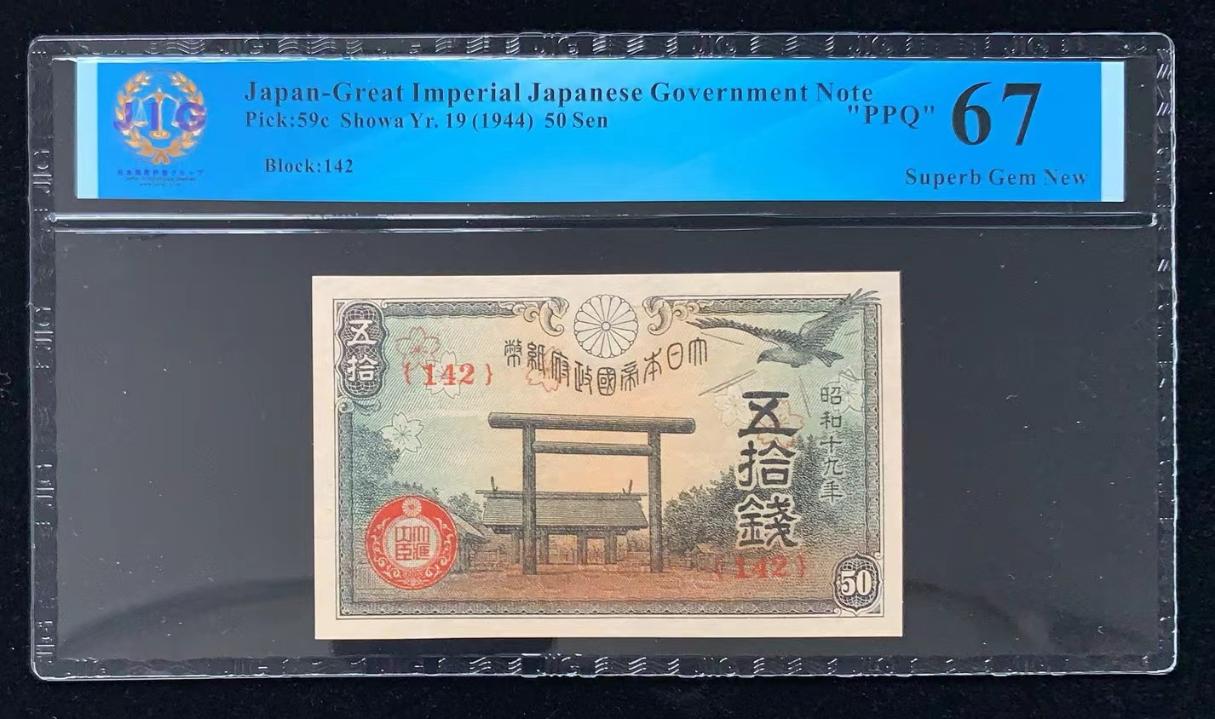 JIG
Japan-Great Imperial Japanese Government Note
Pick:59c Showa Yr. 19 (1944) 50 Sen
Block:142
"PPQ" 67
Superb Gem New
五拾
{142}
大日本帝國政府紙幣
昭和十九年
五拾錢
{142}
50